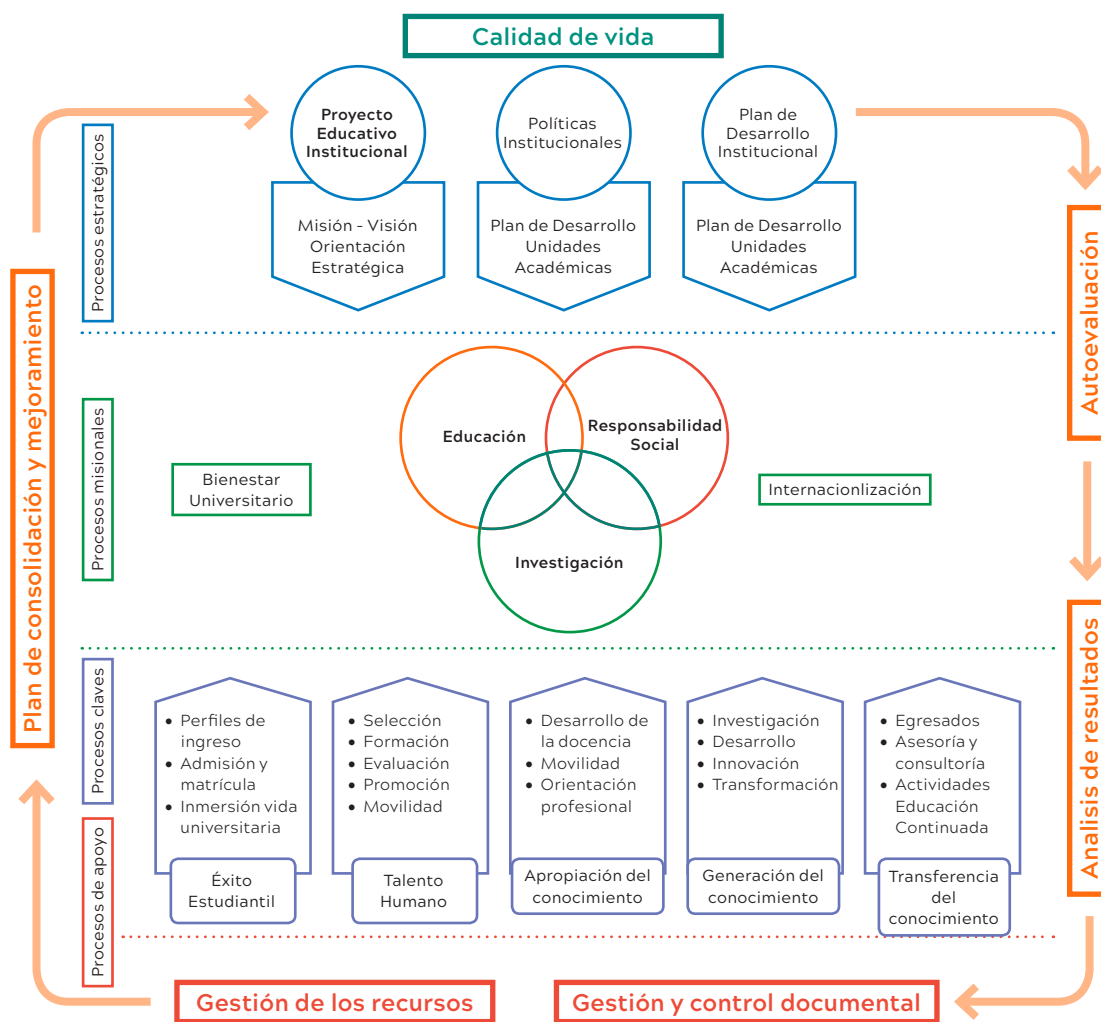 Calidad de vida
Proyecto
Educativo
Institucional
Políticas
Institucionales
Plan de
Desarrollo
Institucional
Misión - Visión
Orientación
Estratégica
Plan de Desarrollo
Unidades
Académicas
Plan de Desarrollo
Unidades
Académicas
Procesos estratégicos
Plan de consolidación y mejoramiento
Autoevaluación
Procesos misionales
Bienestar
Universitario
Educación
Responsabilidad
Social
Investigación
Internacionlización
Analisis de resultados
Procesos claves
• Perfiles de
ingreso
• Admisión y
matrícula
• Inmersión vida
universitaria
Éxito
Estudiantil
• Selección
• Formación
• Evaluación
• Promoción
• Movilidad
Talento
Humano
• Desarrollo de
la docencia
• Movilidad
• Orientación
profesional
Apropiación del
conocimiento
• Investigación
• Desarrollo
• Innovación
• Transformación
Generación del
conocimiento
• Egresados
• Asesoría y
consultoría
• Actividades
Educación
Continuada
Transferencia
del
conocimiento
Procesos de apoyo
Gestión de los recursos
Gestión y control documental